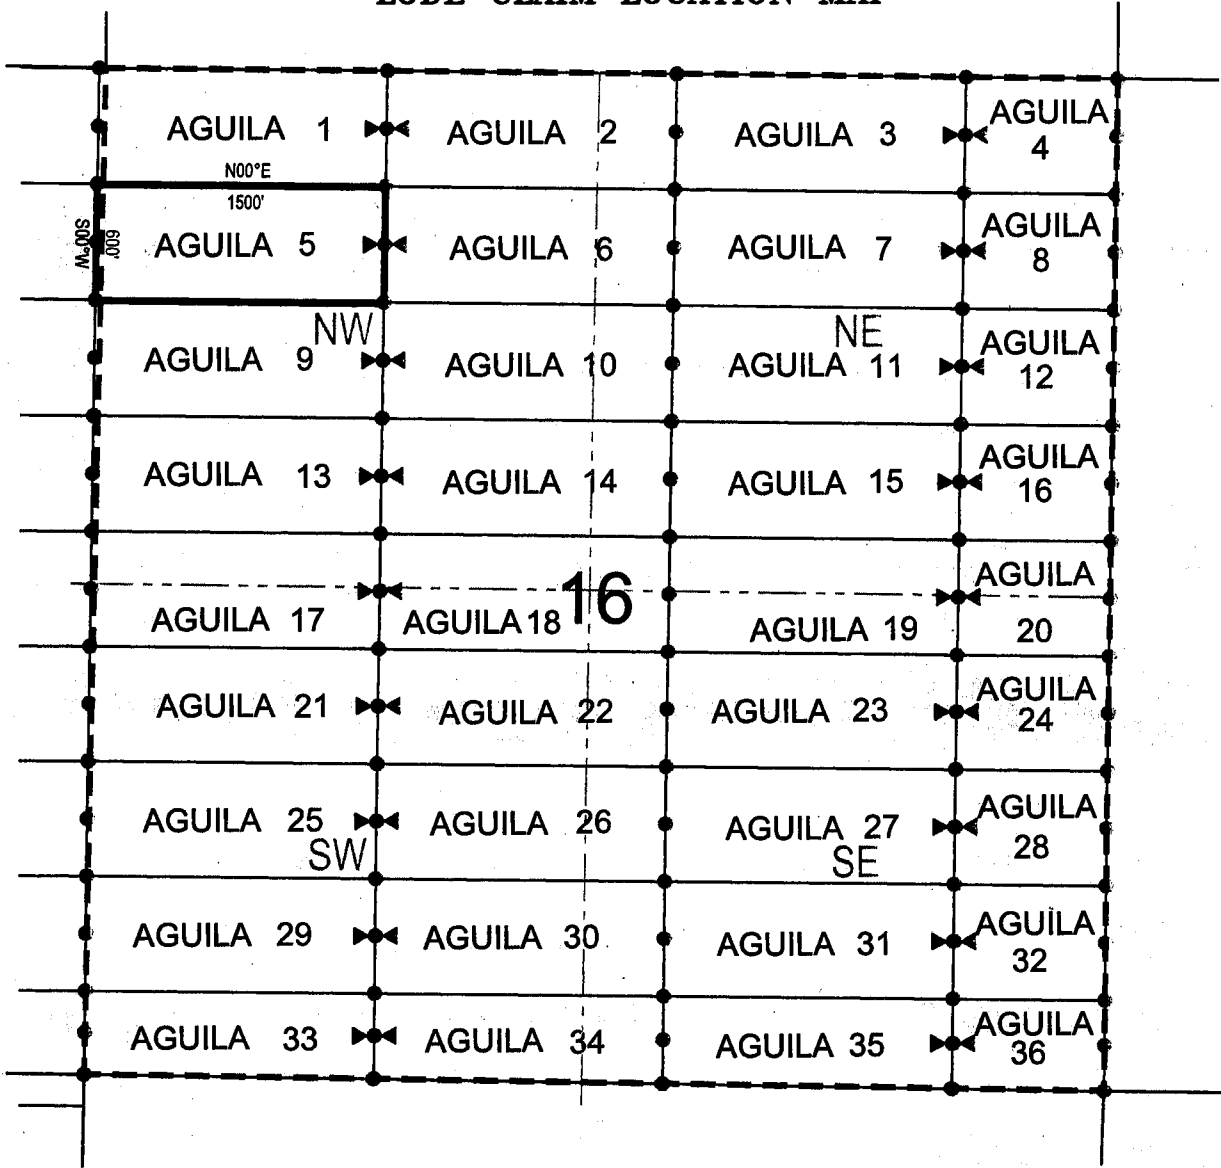 LODE CLAIM LOCATION MAP
AGUILA 1
AGUILA 2
AGUILA 3
AGUILA
4
N00°E
1500'
S00°W
600'
AGUILA 5
AGUILA 6
AGUILA 7
AGUILA
8
NW
NE
AGUILA 9
AGUILA 10
AGUILA 11
AGUILA
12
AGUILA 13
AGUILA 14
AGUILA 15
AGUILA
16
16
AGUILA 17
AGUILA 18
AGUILA 19
AGUILA
20
AGUILA 21
AGUILA 22
AGUILA 23
AGUILA
24
AGUILA 25
AGUILA 26
AGUILA 27
AGUILA
28
SW
SE
AGUILA 29
AGUILA 30
AGUILA 31
AGUILA
32
AGUILA 33
AGUILA 34
AGUILA 35
AGUILA
36